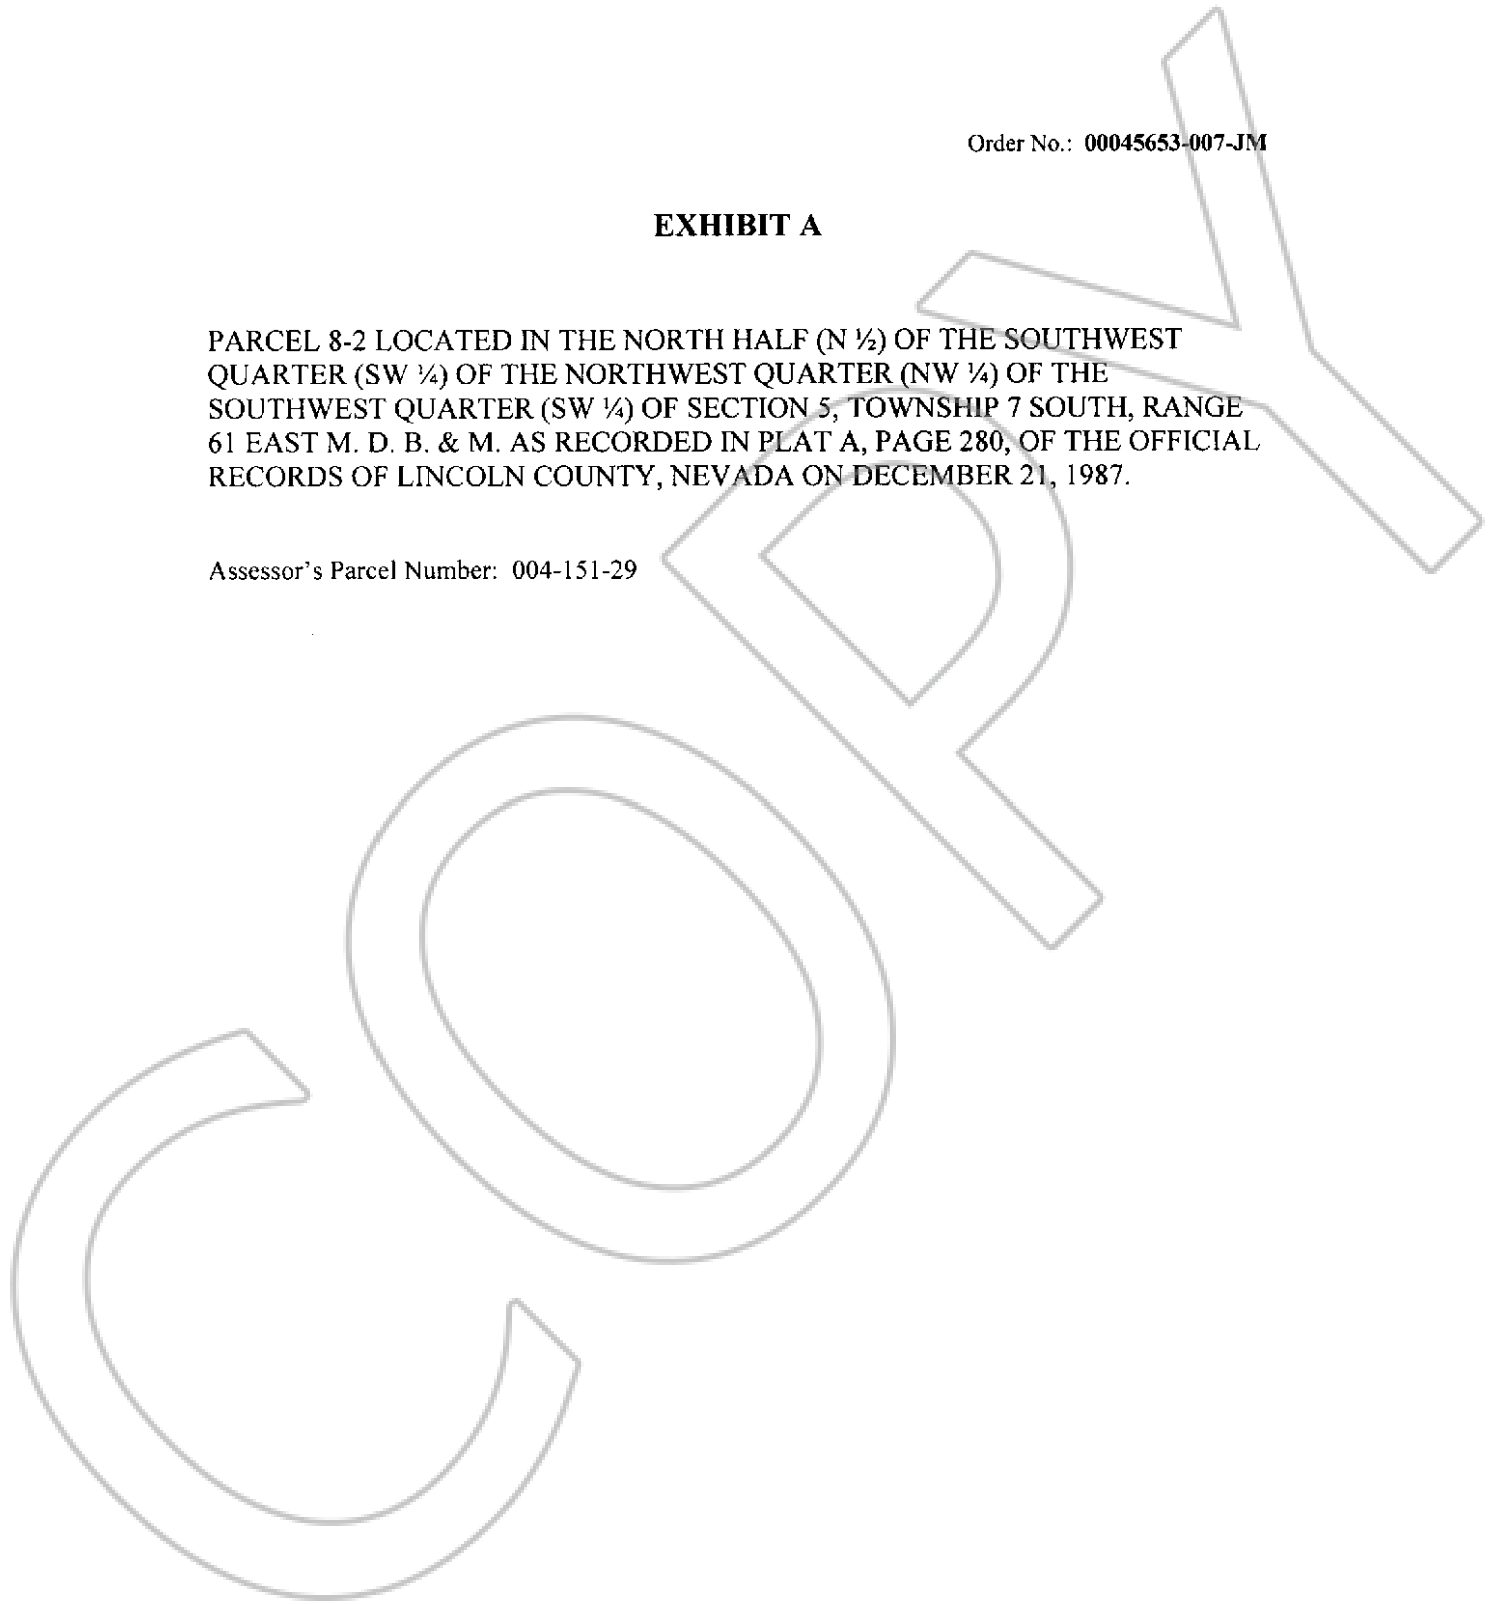 Order No.: 00045653-007-JM
EXHIBIT A
PARCEL 8-2 LOCATED IN THE NORTH HALF (N ½) OF THE SOUTHWEST
QUARTER (SW ¼) OF THE NORTHWEST QUARTER (NW ¼) OF THE
SOUTHWEST QUARTER (SW ¼) OF SECTION 5, TOWNSHIP 7 SOUTH, RANGE
61 EAST M. D. B. & M. AS RECORDED IN PLAT A, PAGE 280, OF THE OFFICIAL
RECORDS OF LINCOLN COUNTY, NEVADA ON DECEMBER 21, 1987.
Assessor's Parcel Number: 004-151-29
COPY